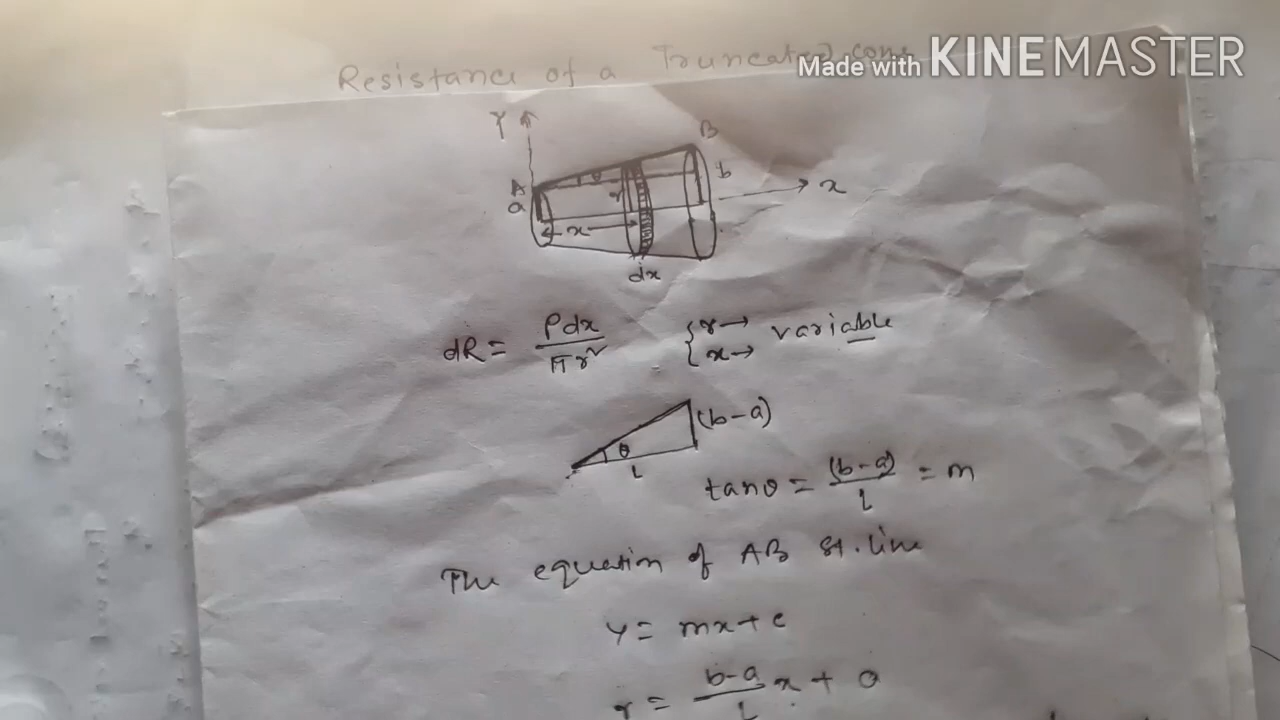 Resistance of a Truncated cone
Made with KINEMASTER
Y
B
A
a
θ
r
b
x
x
dx
dR = ρdx / πr²
{ r → x → variable
(b-a)
θ
L
tanθ = (b-a) / L = m
The equation of AB st. line
Y = mx + c
r = b-a / L x + a